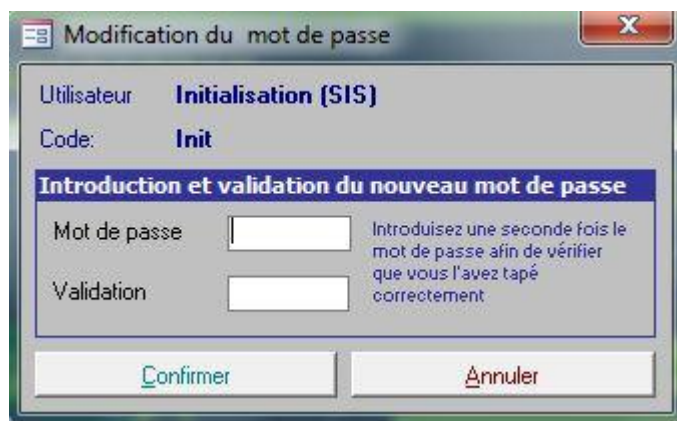 Modification du mot de passe
Utilisateur Initialisation (SIS)
Code: Init
Introduction et validation du nouveau mot de passe
Mot de passe
Introduisez une seconde fois le
mot de passe afin de vérifier
que vous l'avez tapé
correctement
Validation
Confirmer Annuler